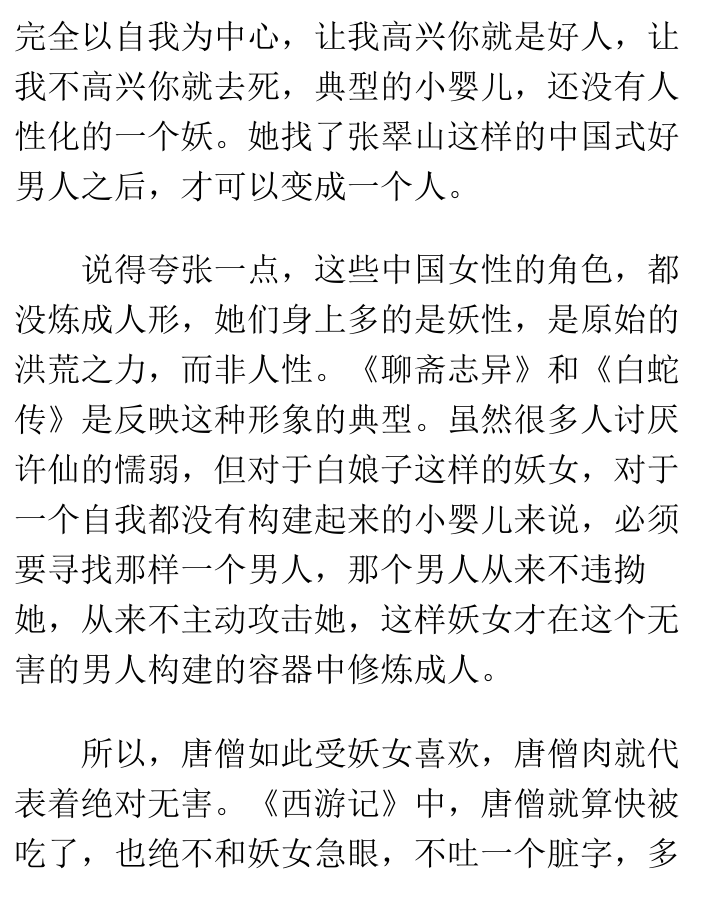 完全以自我为中心，让我高兴你就是好人，让
我不高兴你就去死，典型的小婴儿，还没有人
性化的一个妖。她找了张翠山这样的中国式好
男人之后，才可以变成一个人。
说得夸张一点，这些中国女性的角色，都
没炼成人形，她们身上多的是妖性，是原始的
洪荒之力，而非人性。《聊斋志异》和《白蛇
传》是反映这种形象的典型。虽然很多人讨厌
许仙的懦弱，但对于白娘子这样的妖女，对于
一个自我都没有构建起来的小婴儿来说，必须
要寻找那样一个男人，那个男人从来不违拗
她，从来不主动攻击她，这样妖女才在这个无
害的男人构建的容器中修炼成人。
所以，唐僧如此受妖女喜欢，唐僧肉就代
表着绝对无害。《西游记》中，唐僧就算快被
吃了，也绝不和妖女急眼，不吐一个脏字，多